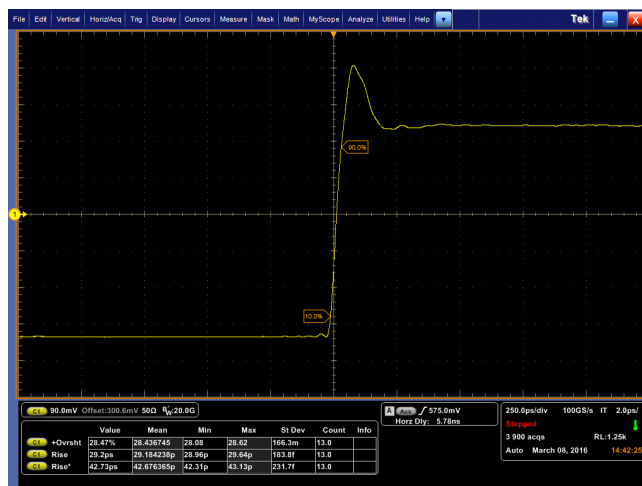 File Edit Vertical Horiz/Acq Trig Display Cursors Measure Mask Math MyScope Analyze Utilities Help Tek X
90.0%
1
10.0%
C1 90.0mV Offset:300.6mV 50Ω BW:20.0G
A Aux 575.0mV
Horz Dly: 5.78ns
250.0ps/div 100GS/s IT 2.0ps/
Stopped
3 900 acqs RL:1.25k
Auto March 08, 2016 14:42:25
Value Mean Min Max St Dev Count Info
C1 +Ovrsht 28.47% 28.436745 28.08 28.62 166.3m 13.0
C1 Rise 29.2ps 29.184238p 28.96p 29.64p 183.8f 13.0
C1 Rise* 42.73ps 42.676365p 42.31p 43.13p 231.7f 13.0